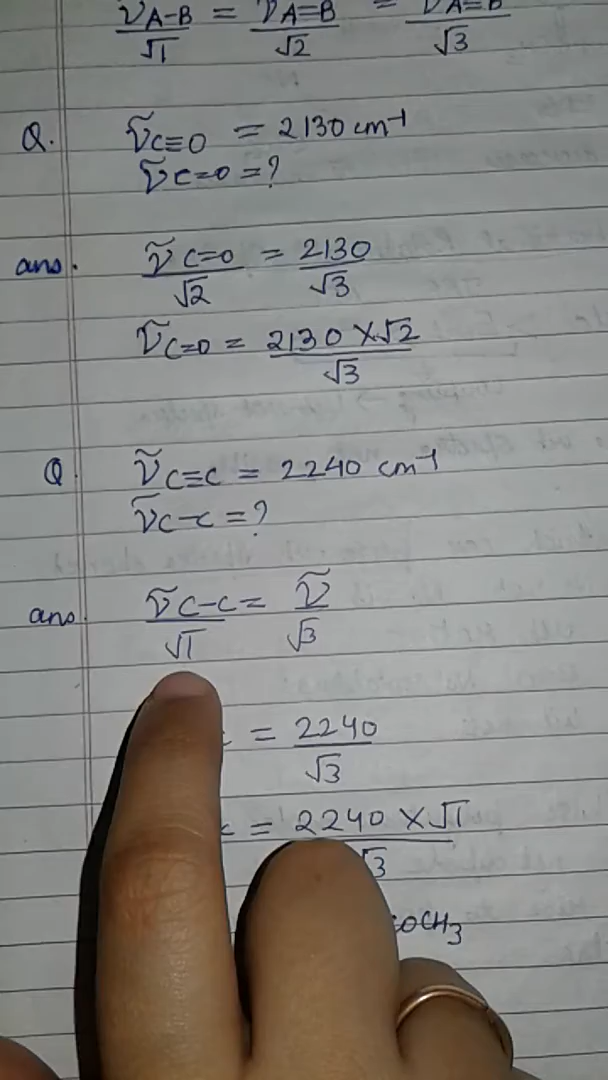 ν̃A-B/√1 = ν̃A=B/√2 = ν̃A≡B/√3
Q. ν̃C≡O = 2130 cm⁻¹
ν̃C=O = ?
ans. ν̃C=O/√2 = 2130/√3
ν̃C=O = 2130 × √2/√3
Q ν̃C≡C = 2240 cm⁻¹
ν̃C-C = ?
ans. ν̃C-C/√1 = ν̃/√3
= 2240/√3
= 2240 × √1/√3
COCH₃